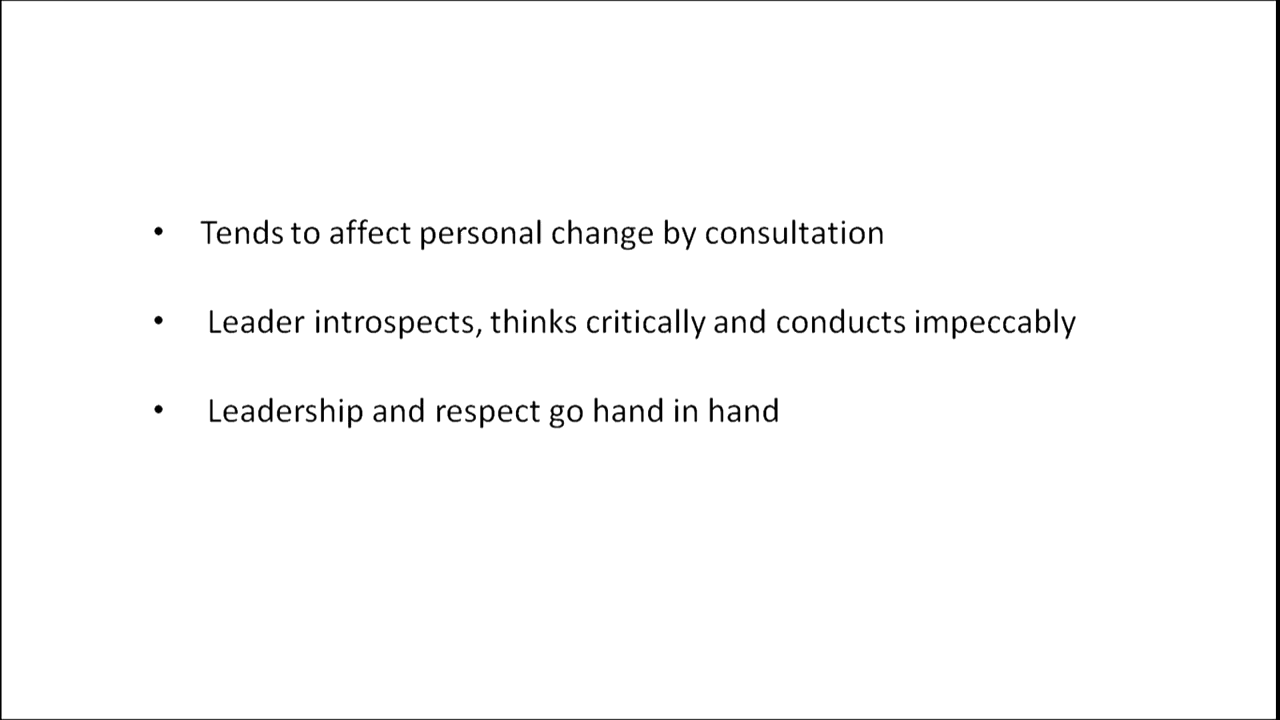 • Tends to affect personal change by consultation
• Leader introspects, thinks critically and conducts impeccably
• Leadership and respect go hand in hand